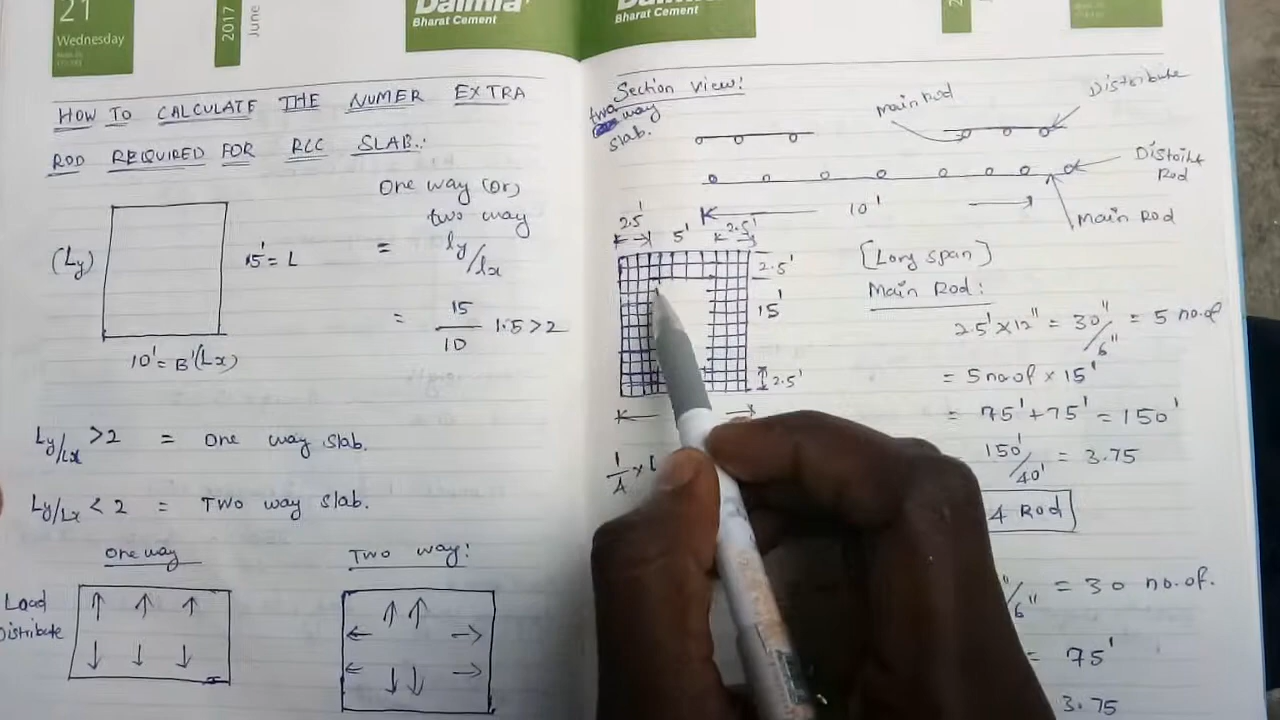 21
Wednesday
2017
June
Dalmia
Bharat Cement
Dalmia
Bharat Cement
HOW TO CALCULATE THE NUMER EXTRA
ROD REQUIRED FOR RCC SLAB.:
One way (or)
two way
(Ly)
15' = L
= ly/lx
= 15/10 1.5>2
10' = B'(Lx)
Ly/Lx >2 = One way slab.
Ly/Lx < 2 = Two way slab.
One way
Two way:
Load
Distribute
Section view:
two way
slab.
Main Rod
Distribute
Distoiht
Rod
10'
Main Rod
2.5'
5'
2.5'
2.5'
15'
2.5'
[Long span]
Main Rod:
2.5' x 12" = 30"/6" = 5 no.of
= 5 no of x 15'
= 75' + 75' = 150'
150'/40' = 3.75
4 Rod
1/4 x L
"/6" = 30 no.of.
= 75'
3.75